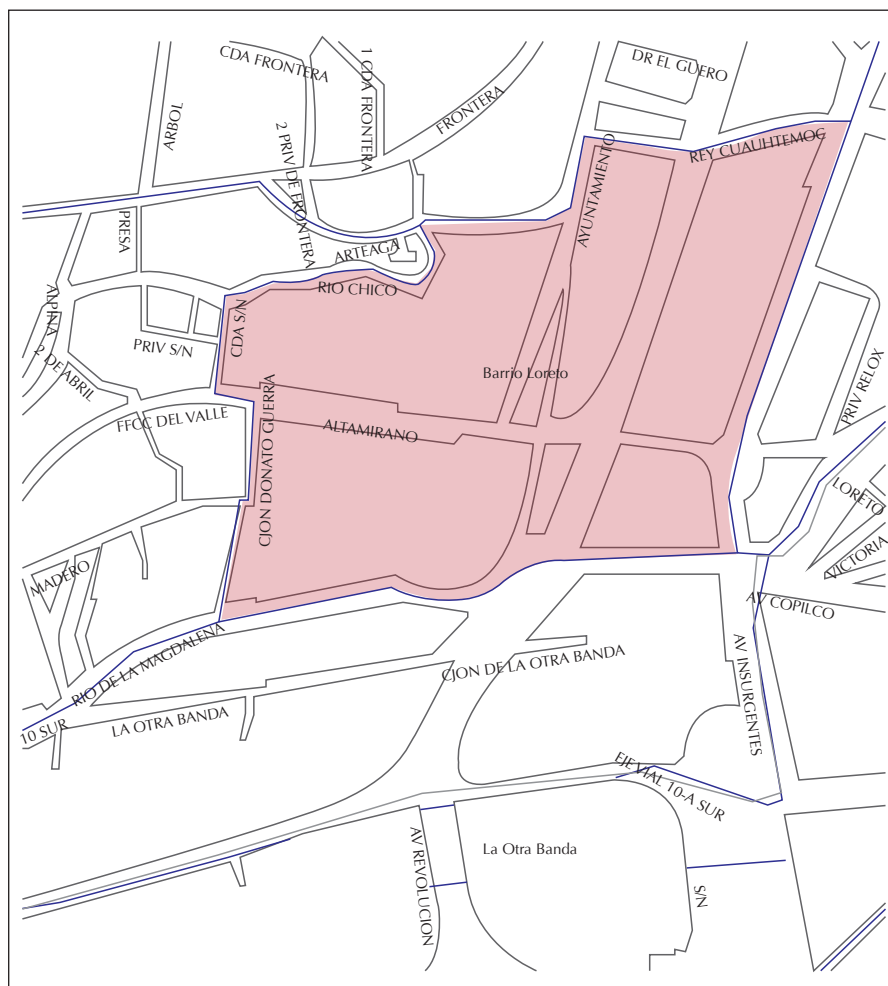 CDA FRONTERA
1 CDA FRONTERA
DR EL GUERO
ARBOL
FRONTERA
2 PRIV DE FRONTERA
REY CUAUHTEMOC
AYUNTAMIENTO
PRESA
ARTEAGA
RIO CHICO
ALPINA
CDA S/N
PRIV S/N
2 DE ABRIL
Barrio Loreto
PRIV RELOX
FFCC DEL VALLE
ALTAMIRANO
CJON DONATO GUERRA
LORETO
VICTORIA
MADERO
AV COPILCO
RIO DE LA MAGDALENA
CJON DE LA OTRA BANDA
AV INSURGENTES
10 SUR
LA OTRA BANDA
EJE VIAL 10-A SUR
La Otra Banda
AV REVOLUCION
S/N